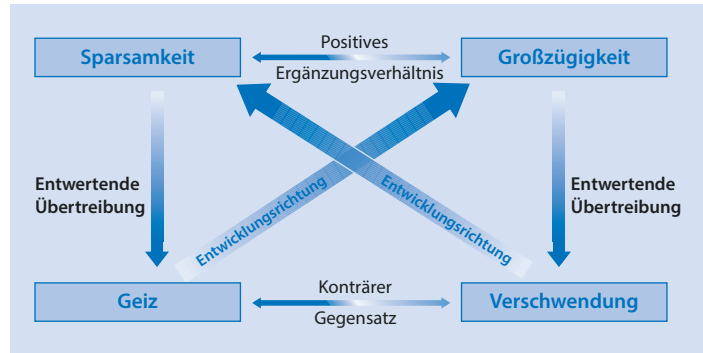 Sparsamkeit
Positives
Ergänzungsverhältnis
Großzügigkeit
Entwertende
Übertreibung
Entwicklungsrichtung
Entwicklungsrichtung
Entwertende
Übertreibung
Geiz
Konträrer
Gegensatz
Verschwendung